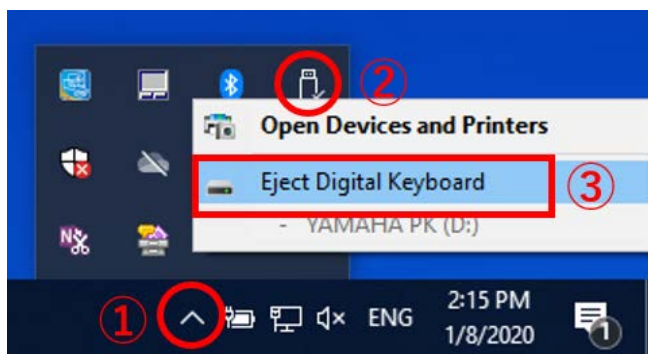 ②
Open Devices and Printers
Eject Digital Keyboard
③
- YAMAHA PK (D:)
N
①
ENG
2:15 PM
1/8/2020
1